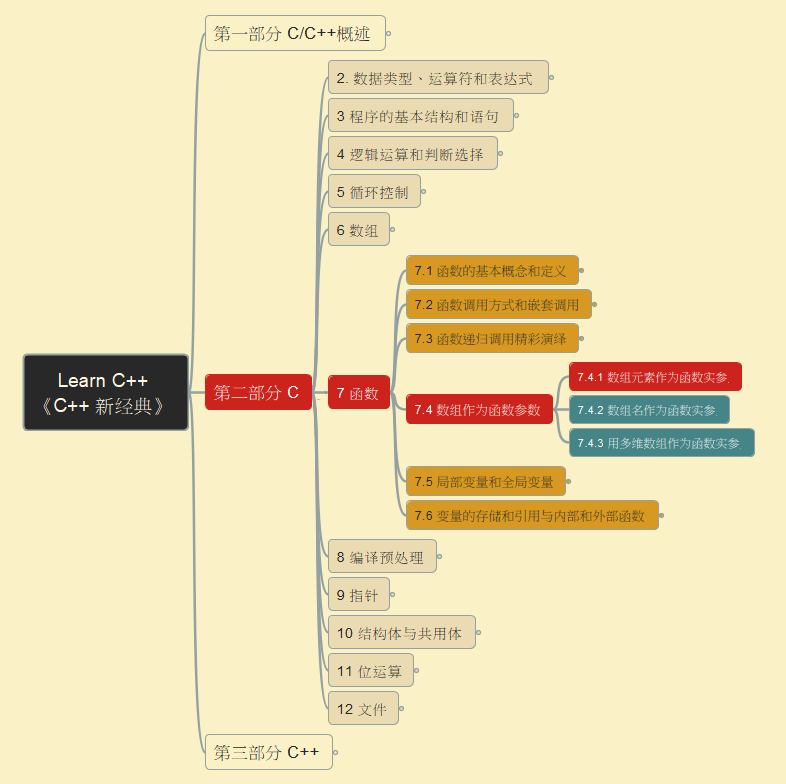 第一部分 C/C++概述
2. 数据类型、运算符和表达式
3 程序的基本结构和语句
4 逻辑运算和判断选择
5 循环控制
6 数组
7.1 函数的基本概念和定义
7.2 函数调用方式和嵌套调用
7.3 函数递归调用精彩演绎
Learn C++
《C++ 新经典》
第二部分 C
7 函数
7.4 数组作为函数参数
7.4.1 数组元素作为函数实参.
7.4.2 数组名作为函数实参.
7.4.3 用多维数组作为函数实参.
7.5 局部变量和全局变量
7.6 变量的存储和引用与内部和外部函数
8 编译预处理
9 指针
10 结构体与共用体
11 位运算
12 文件
第三部分 C++